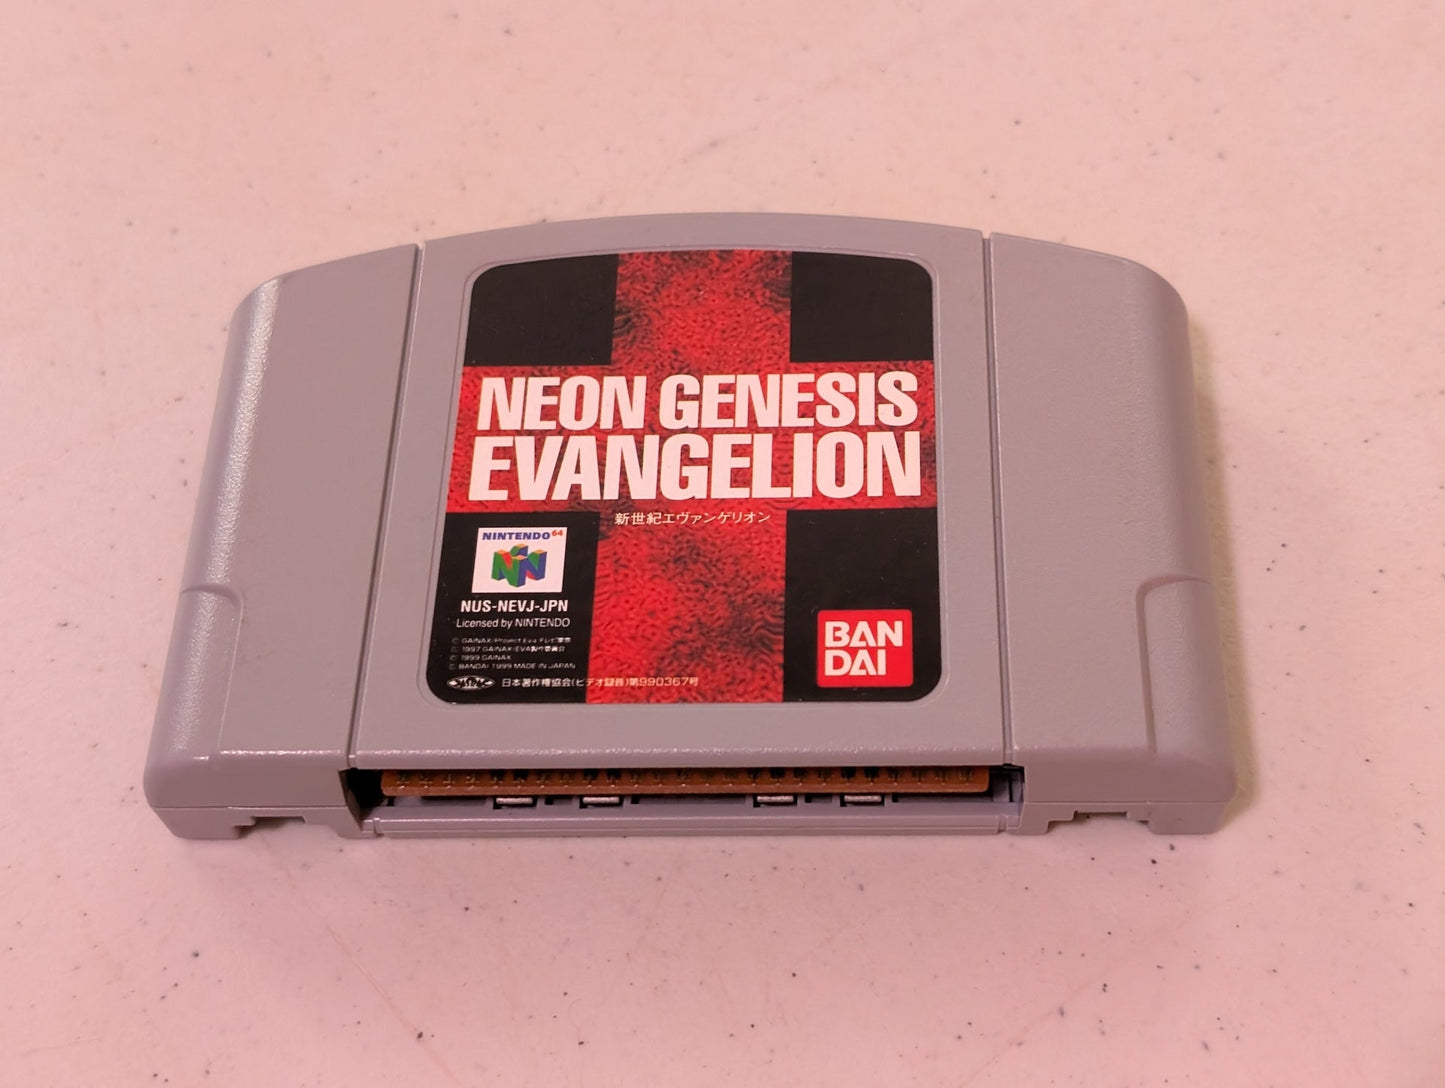 NEON GENESIS
EVANGELION
新世紀エヴァンゲリオン
NINTENDO 64
NUS-NEVJ-JPN
Licensed by NINTENDO
© GAINAX/Project Eva テレビ東京
© 1997 GAINAX/EVA製作委員会
© 1999 GAINAX
© BANDAI 1999 MADE IN JAPAN
日本著作権協会(ビデオ録音)第990367号
BAN
DAI